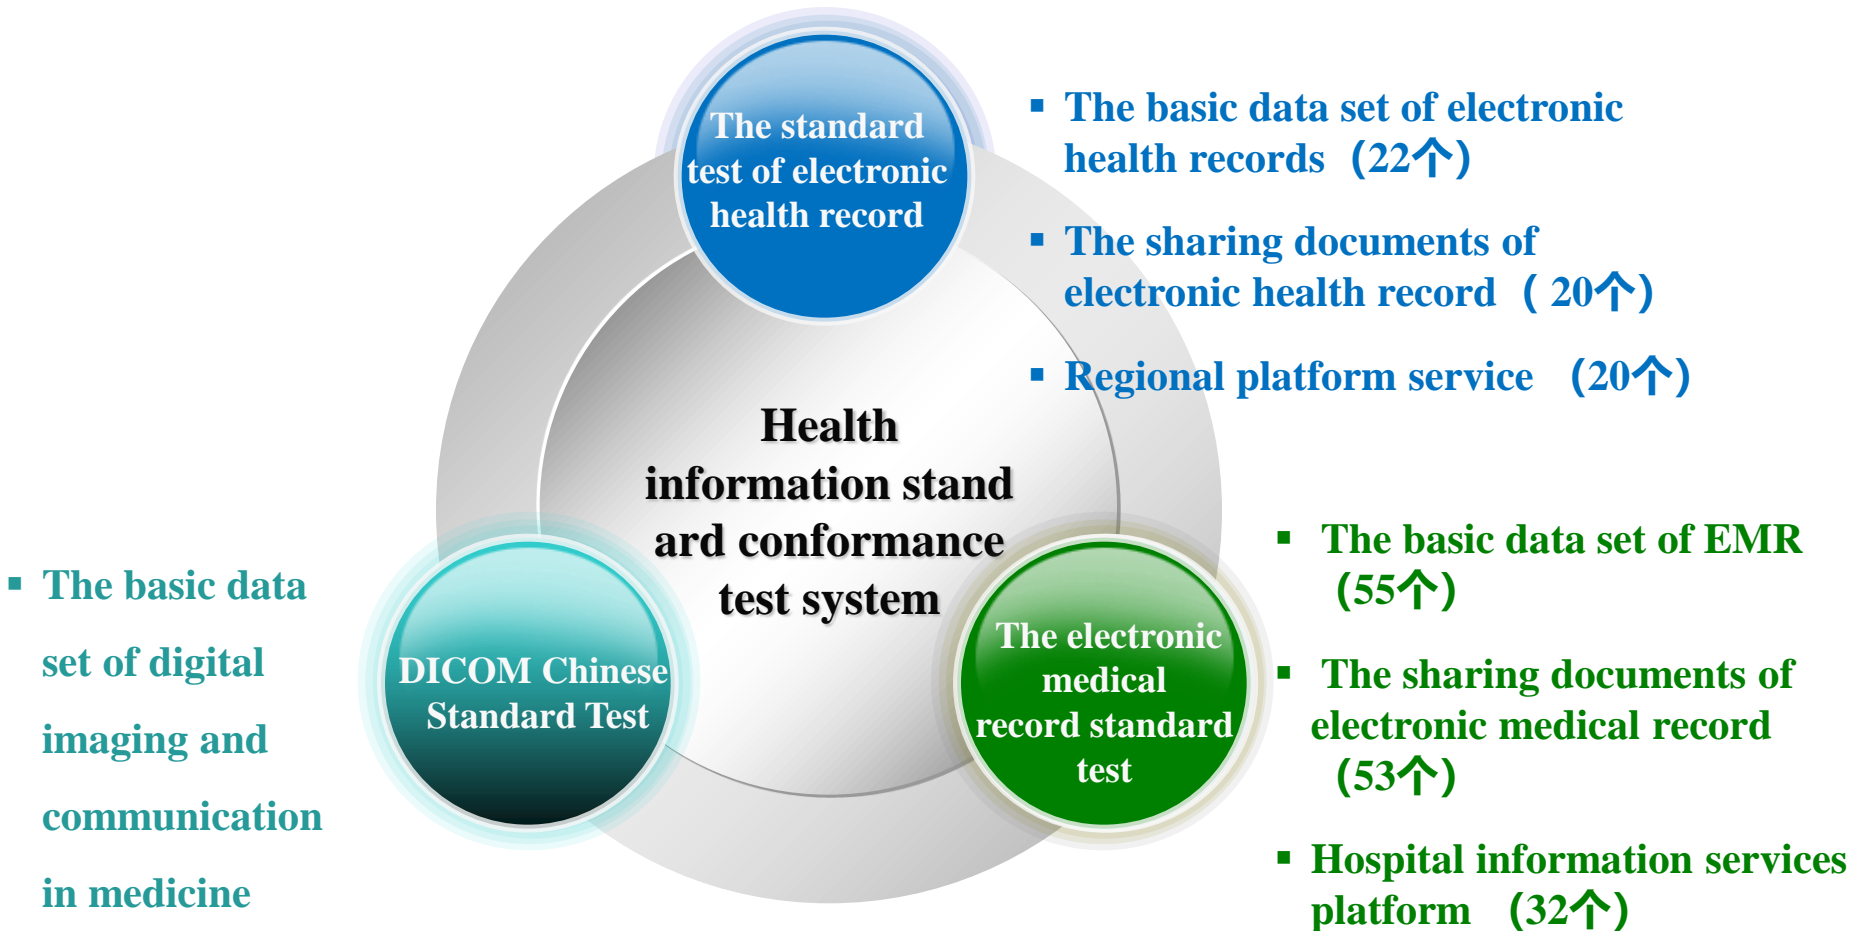 The standard
test of electronic
health record
▪ The basic data set of electronic
health records（22个）
▪ The sharing documents of
electronic health record（ 20个）
▪ Regional platform service （20个）
Health
information stand
ard conformance
test system
DICOM Chinese
Standard Test
The electronic
medical
record standard
test
▪ The basic data
set of digital
imaging and
communication
in medicine
▪ The basic data set of EMR
（55个）
▪ The sharing documents of
electronic medical record
（53个）
▪ Hospital information services
platform （32个）